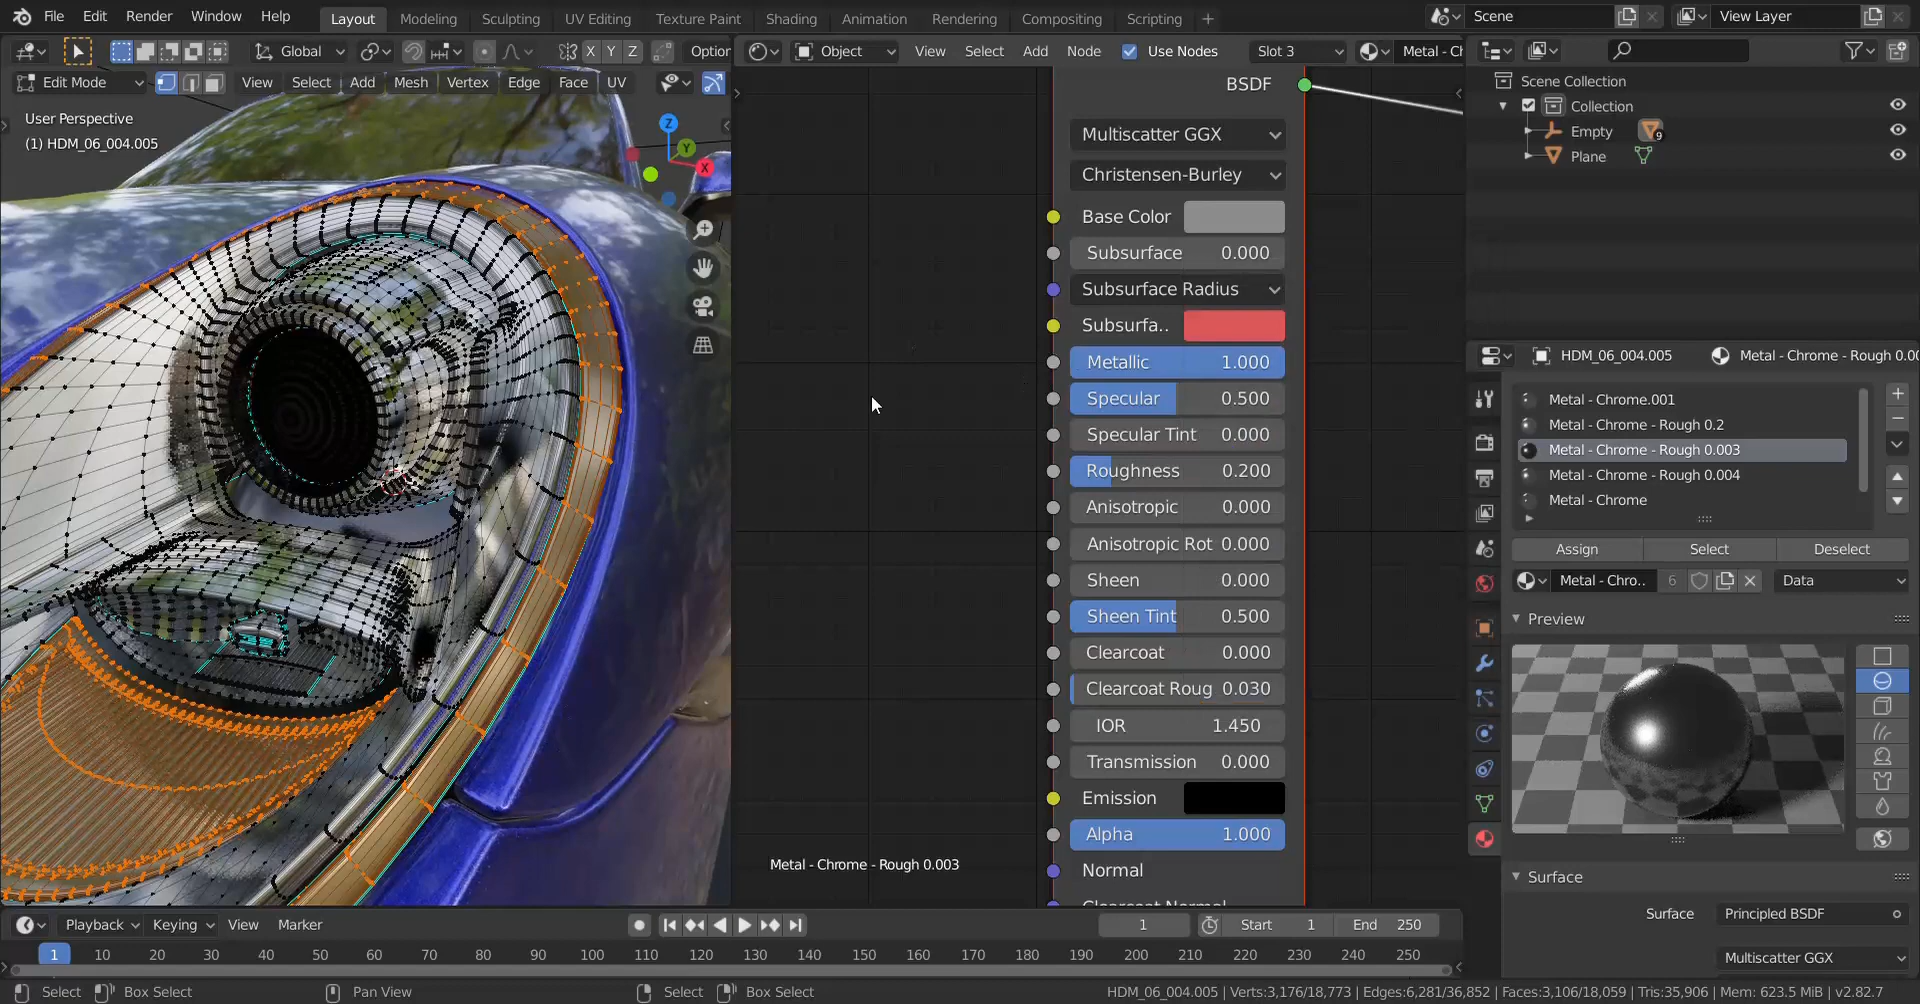 File Edit Render Window Help Layout Modeling Sculpting UV Editing Texture Paint Shading Animation Rendering Compositing Scripting + Scene View Layer
Global X Y Z Option Object View Select Add Node Use Nodes Slot 3 Metal - Ch
Edit Mode View Select Add Mesh Vertex Edge Face UV
User Perspective
(1) HDM_06_004.005
Z
Y
X
BSDF
Multiscatter GGX
Christensen-Burley
Base Color
Subsurface 0.000
Subsurface Radius
Subsurfa..
Metallic 1.000
Specular 0.500
Specular Tint 0.000
Roughness 0.200
Anisotropic 0.000
Anisotropic Rot 0.000
Sheen 0.000
Sheen Tint 0.500
Clearcoat 0.000
Clearcoat Roug 0.030
IOR 1.450
Transmission 0.000
Emission
Alpha 1.000
Normal
Clearcoat Normal
Metal - Chrome - Rough 0.003
Scene Collection
Collection
Empty 9
Plane
HDM_06_004.005 Metal - Chrome - Rough 0.00
Metal - Chrome.001
Metal - Chrome - Rough 0.2
Metal - Chrome - Rough 0.003
Metal - Chrome - Rough 0.004
Metal - Chrome
Assign Select Deselect
Metal - Chro.. 6 Data
Preview
Surface
Surface Principled BSDF
Multiscatter GGX
Playback Keying View Marker 1 Start 1 End 250
1 10 20 30 40 50 60 70 80 90 100 110 120 130 140 150 160 170 180 190 200 210 220 230 240 250
Select Box Select Pan View Select Box Select HDM_06_004.005 | Verts:3,176/18,773 | Edges:6,281/36,852 | Faces:3,106/18,059 | Tris:35,906 | Mem: 623.5 MiB | v2.82.7